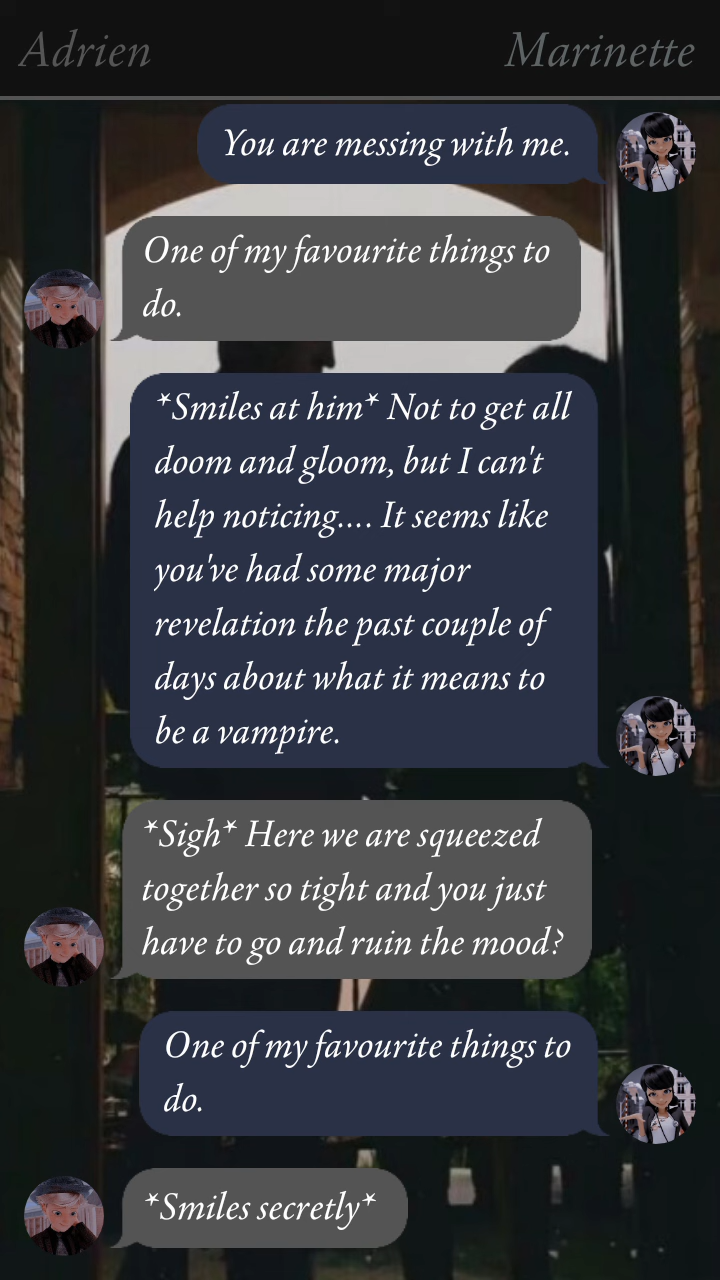 Adrien
Marinette
You are messing with me.
One of my favourite things to
do.
*Smiles at him* Not to get all
doom and gloom, but I can't
help noticing.... It seems like
you've had some major
revelation the past couple of
days about what it means to
be a vampire.
*Sigh* Here we are squeezed
together so tight and you just
have to go and ruin the mood?
One of my favourite things to
do.
*Smiles secretly*